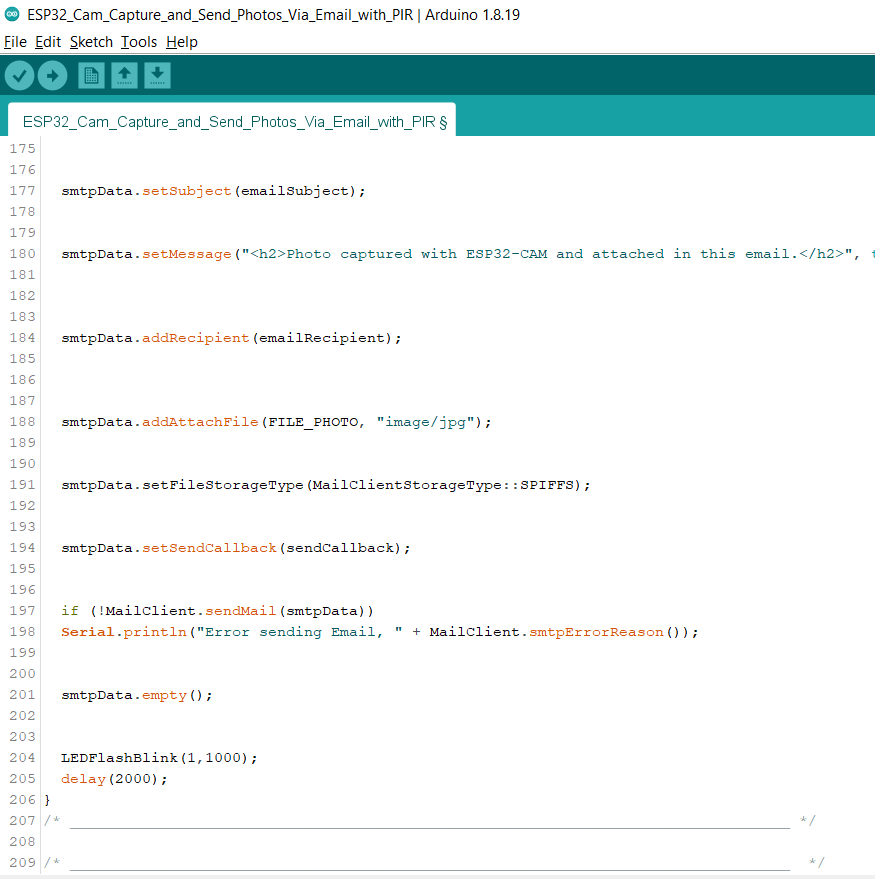 ESP32_Cam_Capture_and_Send_Photos_Via_Email_with_PIR | Arduino 1.8.19
File Edit Sketch Tools Help
ESP32_Cam_Capture_and_Send_Photos_Via_Email_with_PIR §
175
176
177 smtpData.setSubject(emailSubject);
178
179
180 smtpData.setMessage("<h2>Photo captured with ESP32-CAM and attached in this email.</h2>",
181
182
183
184 smtpData.addRecipient(emailRecipient);
185
186
187
188 smtpData.addAttachFile(FILE_PHOTO, "image/jpg");
189
190
191 smtpData.setFileStorageType(MailClientStorageType::SPIFFS);
192
193
194 smtpData.setSendCallback(sendCallback);
195
196
197 if (!MailClient.sendMail(smtpData))
198 Serial.println("Error sending Email, " + MailClient.smtpErrorReason());
199
200
201 smtpData.empty();
202
203
204 LEDFlashBlink(1,1000);
205 delay(2000);
206 }
207 /* ________________________________________________________________________________ */
208
209 /* ________________________________________________________________________________ */